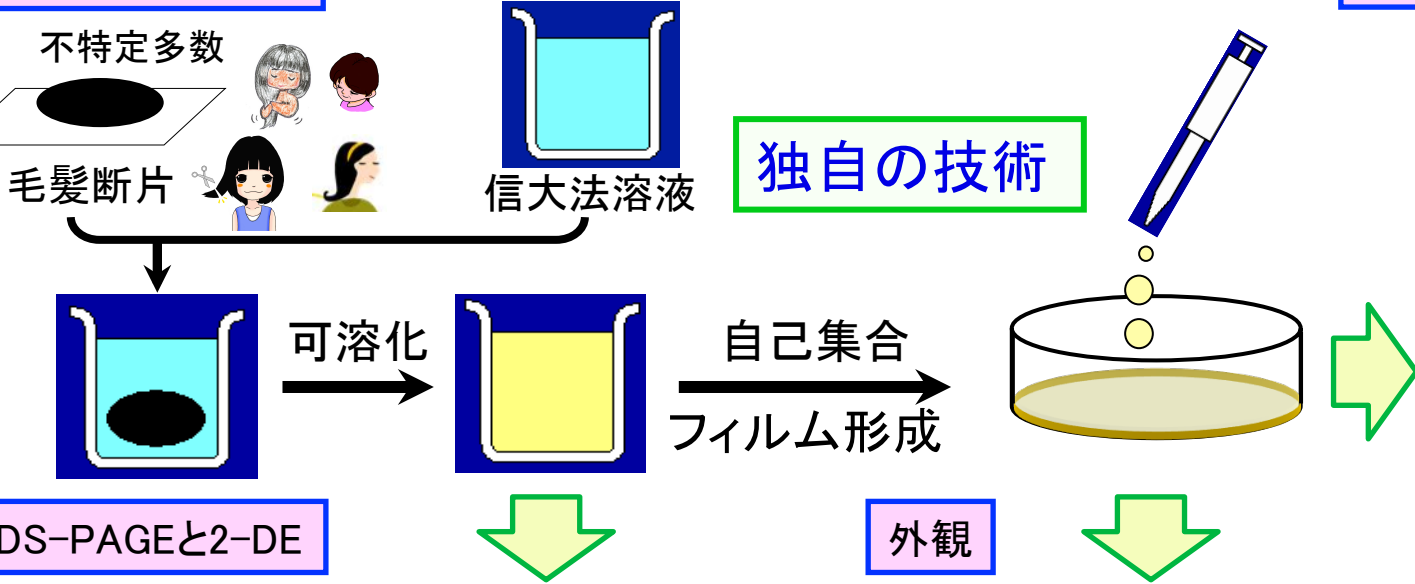 不特定多数
毛髪断片
信大法溶液
独自の技術
可溶化
自己集合
フィルム形成
DS-PAGEと2-DE
外観